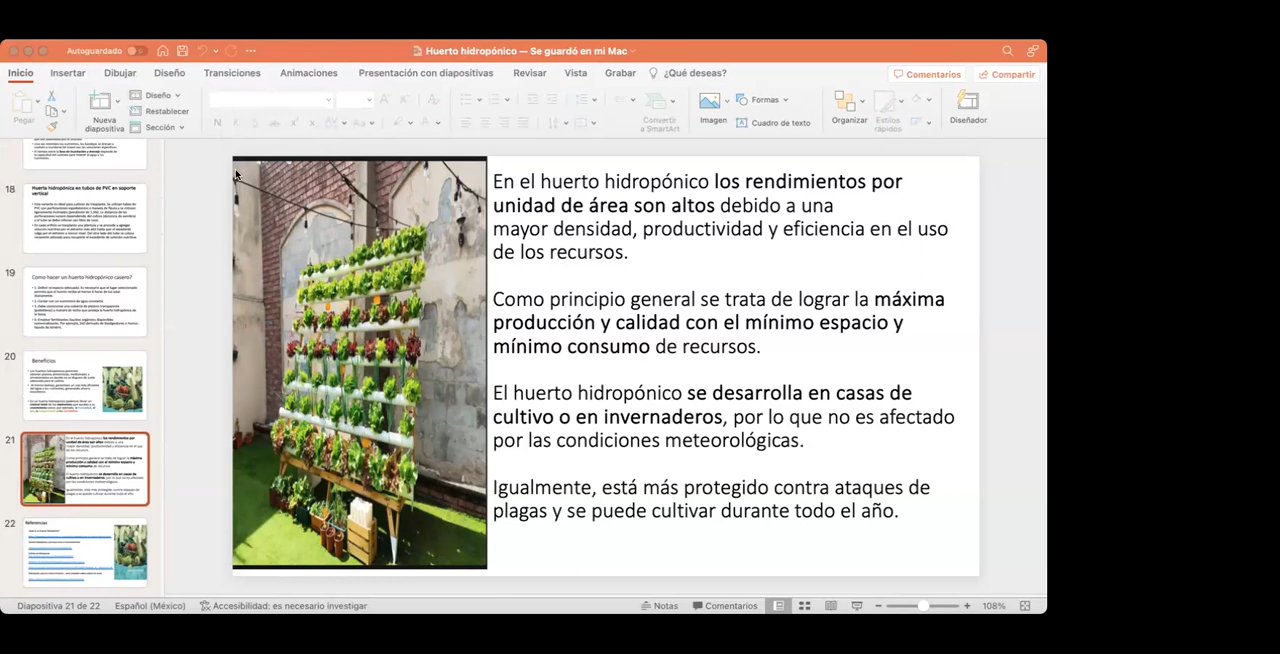 Autoguardado
Huerto hidropónico — Se guardó en mi Mac
Inicio Insertar Dibujar Diseño Transiciones Animaciones Presentación con diapositivas Revisar Vista Grabar ¿Qué deseas?
Comentarios Compartir
Pegar
Nueva diapositiva
Diseño
Restablecer
Sección
Convertir a SmartArt
Imagen
Formas
Cuadro de texto
Organizar
Estilos rápidos
Diseñador
18
Huerta hidropónica en tubos de PVC en soporte
vertical
19
Como hacer un huerto hidropónico casero?
20
Beneficios
21
22
Referencias
En el huerto hidropónico los rendimientos por
unidad de área son altos debido a una
mayor densidad, productividad y eficiencia en el uso
de los recursos.
Como principio general se trata de lograr la máxima
producción y calidad con el mínimo espacio y
mínimo consumo de recursos.
El huerto hidropónico se desarrolla en casas de
cultivo o en invernaderos, por lo que no es afectado
por las condiciones meteorológicas.
Igualmente, está más protegido contra ataques de
plagas y se puede cultivar durante todo el año.
Diapositiva 21 de 22 Español (México) Accesibilidad: es necesario investigar
Notas Comentarios 108%